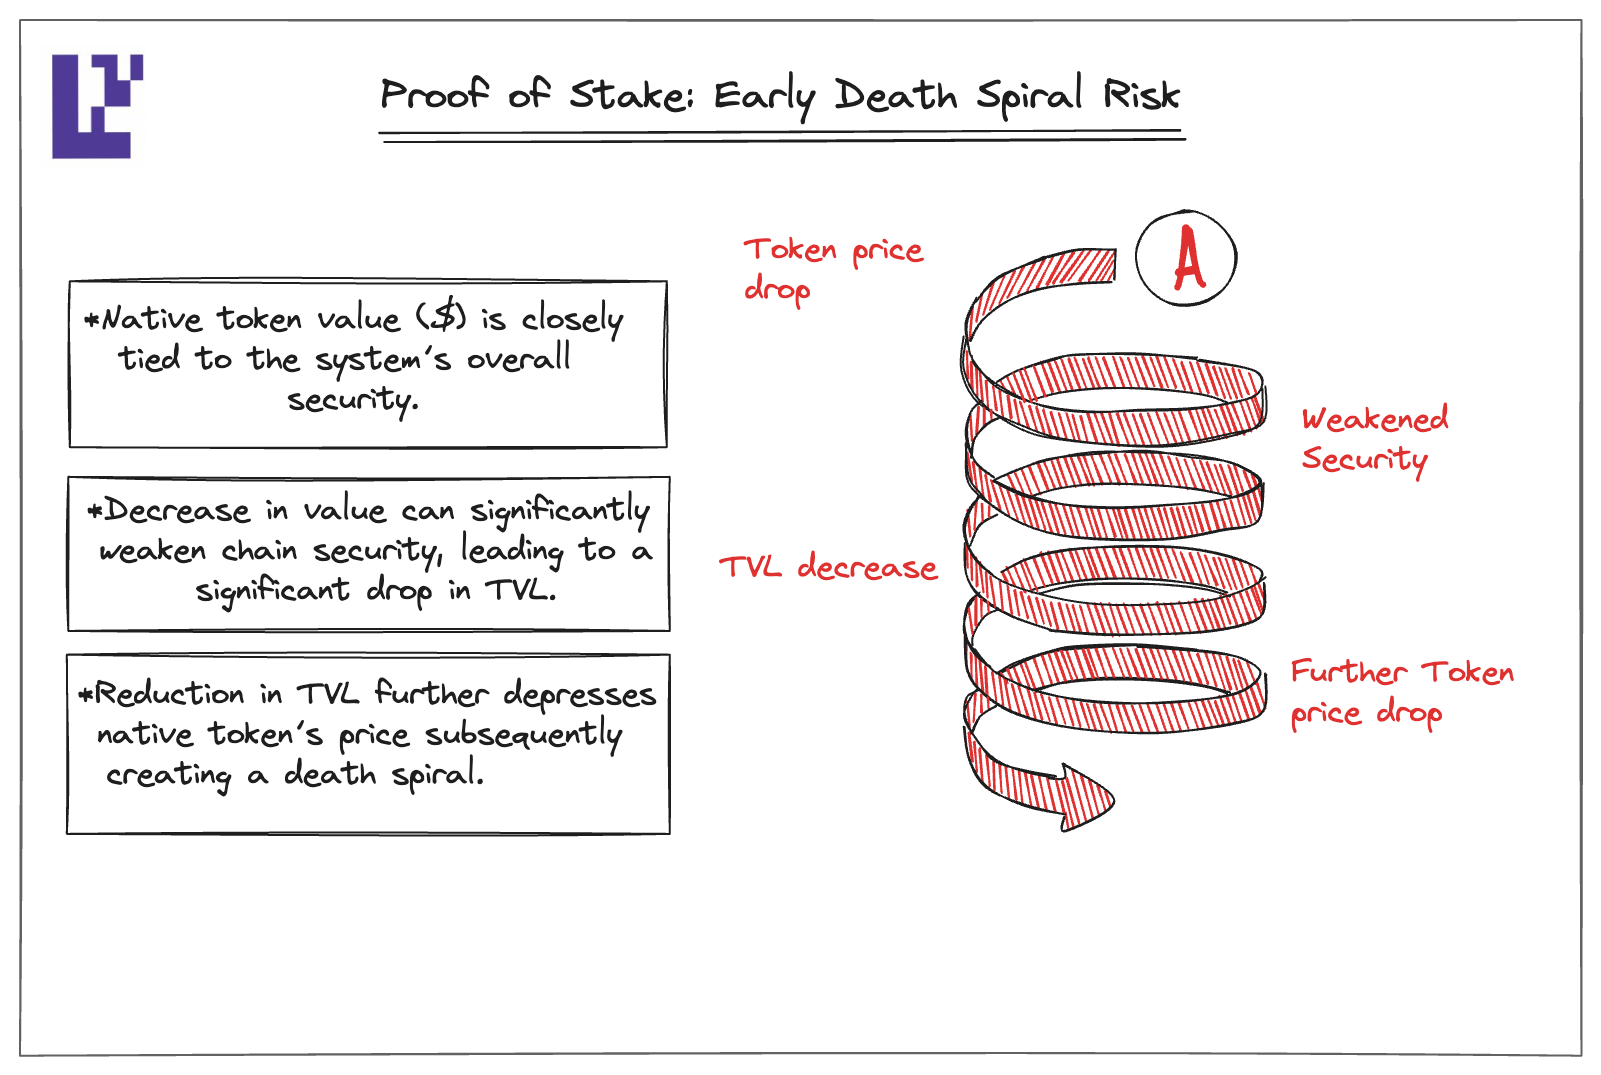 Proof of Stake: Early Death Spiral Risk
*Native token value ($) is closely
tied to the system's overall
security.
*Decrease in value can significantly
weaken chain security, leading to a
significant drop in TVL.
*Reduction in TVL further depresses
native token's price subsequently
creating a death spiral.
A
Token price
drop
Weakened
Security
TVL decrease
Further Token
price drop